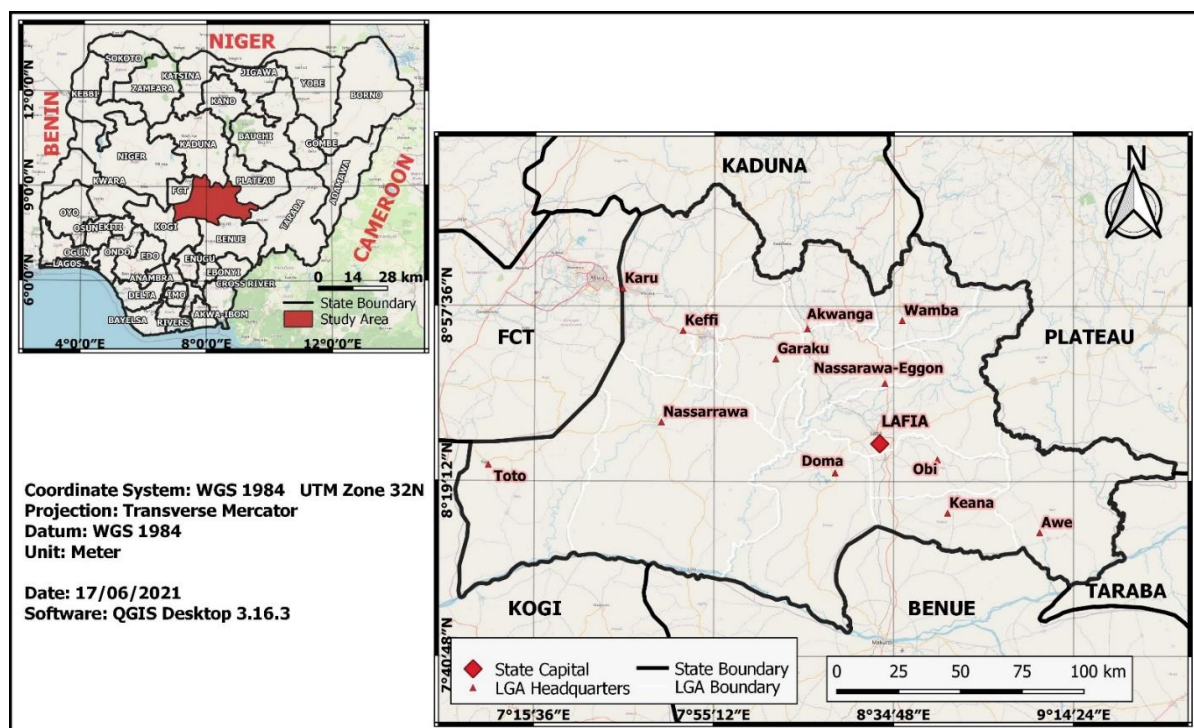 NIGER
BENIN
CAMEROON
SOKOTO
KATSINA
JIGAWA
YOBE
BORNO
ZAMFARA
KEBBI
KANO
BAUCHI
GOMBE
KADUNA
NIGER
ADAMAWA
PLATEAU
FCT
KWARA
OYO
KOGI
TARABA
OSUN
EKITI
BENUE
OGUN
ONDO
EDO
ENUGU
EBONYI
LAGOS
ANAMBRA
CROSS RIVER
DELTA
IMO
AKWA-IBOM
BAYELSA
RIVERS
12°0'0"N
9°0'0"N
6°0'0"N
4°0'0"E
8°0'0"E
12°0'0"E
0 14 28 km
State Boundary
Study Area
KADUNA
N
Karu
Keffi
Akwanga
Wamba
FCT
Garaku
PLATEAU
Nassarawa-Eggon
Nassarrawa
LAFIA
Toto
Doma
Obi
Keana
Awe
KOGI
BENUE
TARABA
8°57'36"N
8°19'12"N
7°40'48"N
7°15'36"E
7°55'12"E
8°34'48"E
9°14'24"E
State Capital
LGA Headquarters
State Boundary
LGA Boundary
0 25 50 75 100 km
Coordinate System: WGS 1984 UTM Zone 32N
Projection: Transverse Mercator
Datum: WGS 1984
Unit: Meter
Date: 17/06/2021
Software: QGIS Desktop 3.16.3